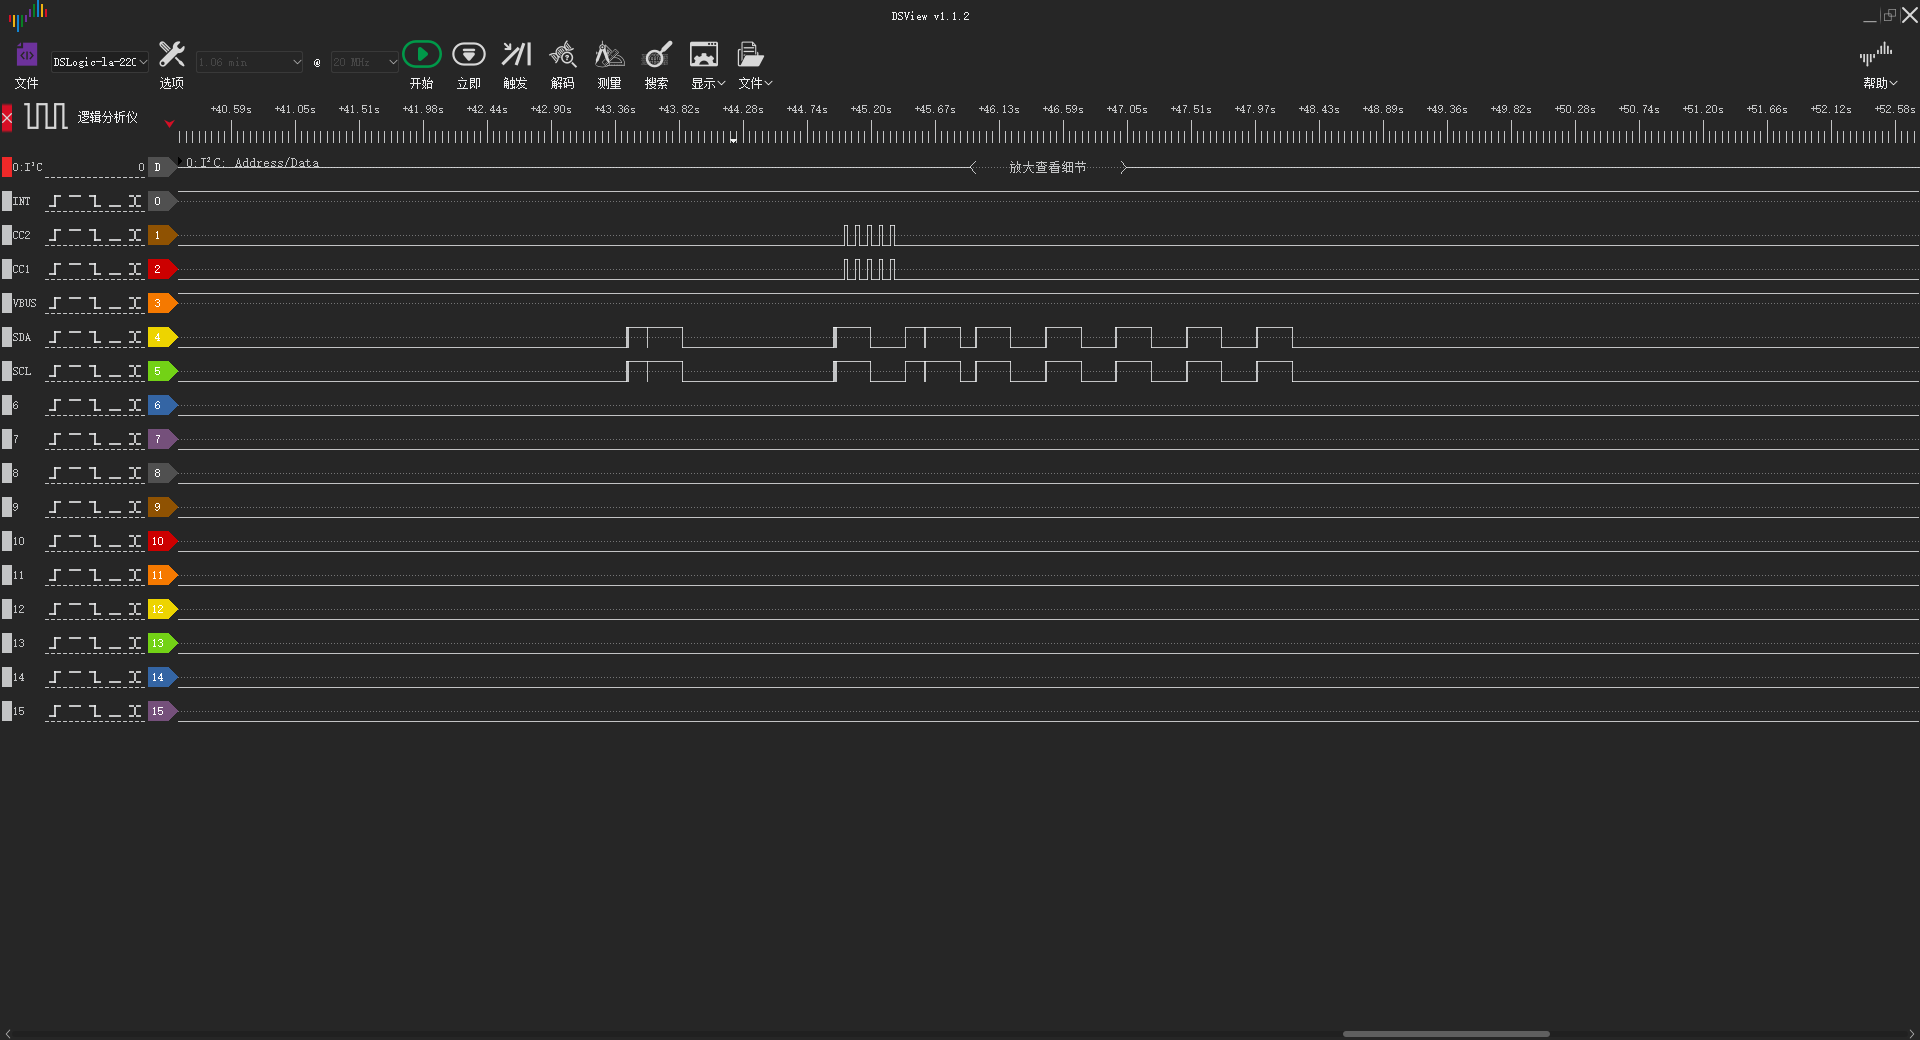 DSView v1.1.2
DSLogic-la-22C
1.06 min
@
20 MHz
文件 选项 开始 立即 触发 解码 测量 搜索 显示 文件 帮助
逻辑分析仪
+40.59s +41.05s +41.51s +41.98s +42.44s +42.90s +43.36s +43.82s +44.28s +44.74s +45.20s +45.67s +46.13s +46.59s +47.05s +47.51s +47.97s +48.43s +48.89s +49.36s +49.82s +50.28s +50.74s +51.20s +51.66s +52.12s +52.58s
0:I²C 0 D 0:I²C: Address/Data 放大查看细节
INT 0
CC2 1
CC1 2
VBUS 3
SDA 4
SCL 5
6 6
7 7
8 8
9 9
10 10
11 11
12 12
13 13
14 14
15 15